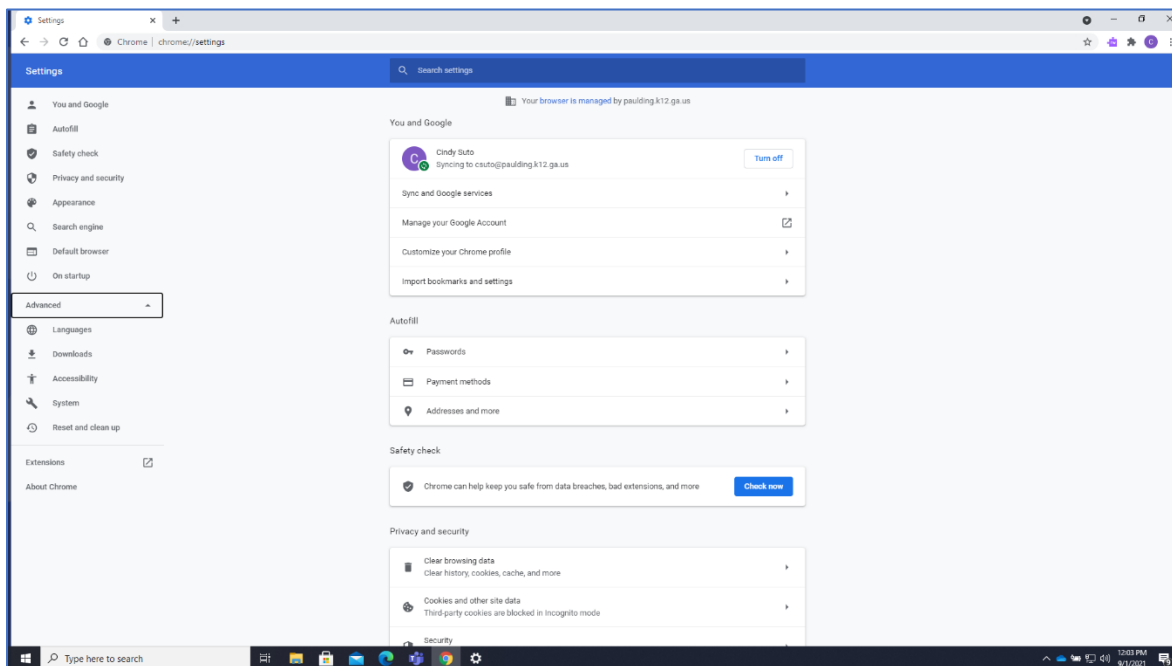 Settings
Chrome | chrome://settings
C
Settings
Search settings
You and Google
Autofill
Safety check
Privacy and security
Appearance
Search engine
Default browser
On startup
Advanced
Languages
Downloads
Accessibility
System
Reset and clean up
Extensions
About Chrome
Your browser is managed by paulding.k12.ga.us
You and Google
C
Cindy Suto
Syncing to csuto@paulding.k12.ga.us
Turn off
Sync and Google services
Manage your Google Account
Customize your Chrome profile
Import bookmarks and settings
Autofill
Passwords
Payment methods
Addresses and more
Safety check
Chrome can help keep you safe from data breaches, bad extensions, and more
Check now
Privacy and security
Clear browsing data
Clear history, cookies, cache, and more
Cookies and other site data
Third-party cookies are blocked in Incognito mode
Security
Type here to search
12:03 PM
9/1/2021